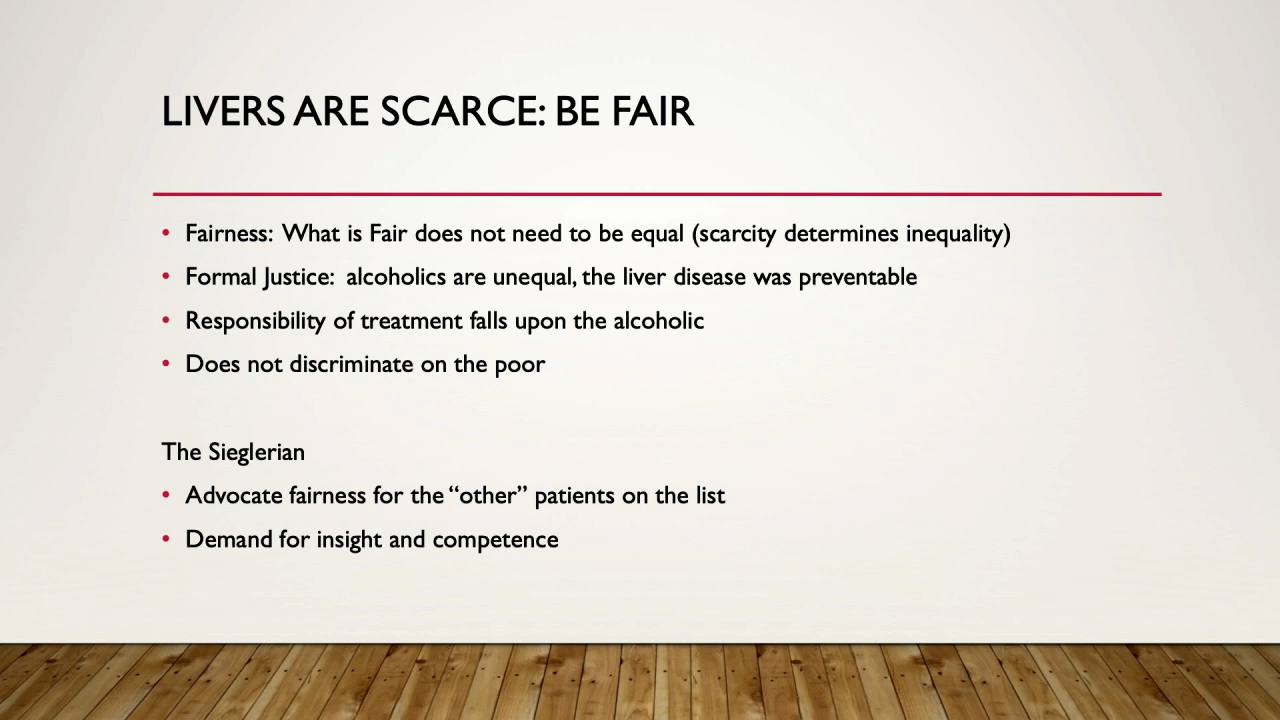 LIVERS ARE SCARCE: BE FAIR
• Fairness: What is Fair does not need to be equal (scarcity determines inequality)
• Formal Justice: alcoholics are unequal, the liver disease was preventable
• Responsibility of treatment falls upon the alcoholic
• Does not discriminate on the poor
The Sieglerian
• Advocate fairness for the “other” patients on the list
• Demand for insight and competence